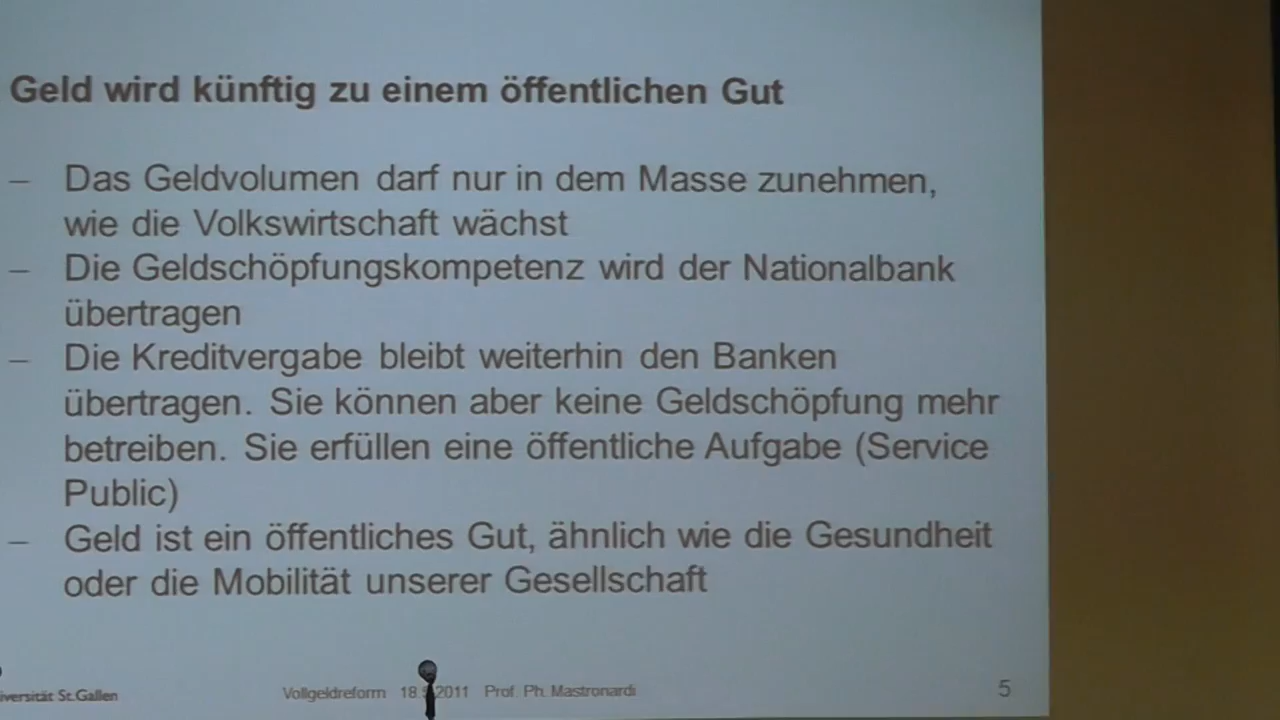 Geld wird künftig zu einem öffentlichen Gut
– Das Geldvolumen darf nur in dem Masse zunehmen,
wie die Volkswirtschaft wächst
– Die Geldschöpfungskompetenz wird der Nationalbank
übertragen
– Die Kreditvergabe bleibt weiterhin den Banken
übertragen. Sie können aber keine Geldschöpfung mehr
betreiben. Sie erfüllen eine öffentliche Aufgabe (Service
Public)
– Geld ist ein öffentliches Gut, ähnlich wie die Gesundheit
oder die Mobilität unserer Gesellschaft
iversität St.Gallen Vollgeldreform 18. 2011 Prof. Ph. Mastronardi 5